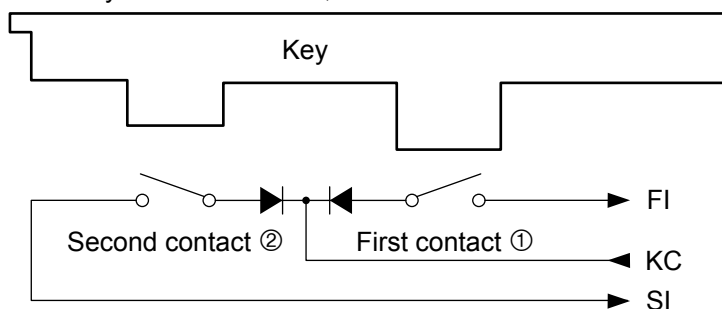 Key
FI
Second contact ②
First contact ①
KC
SI